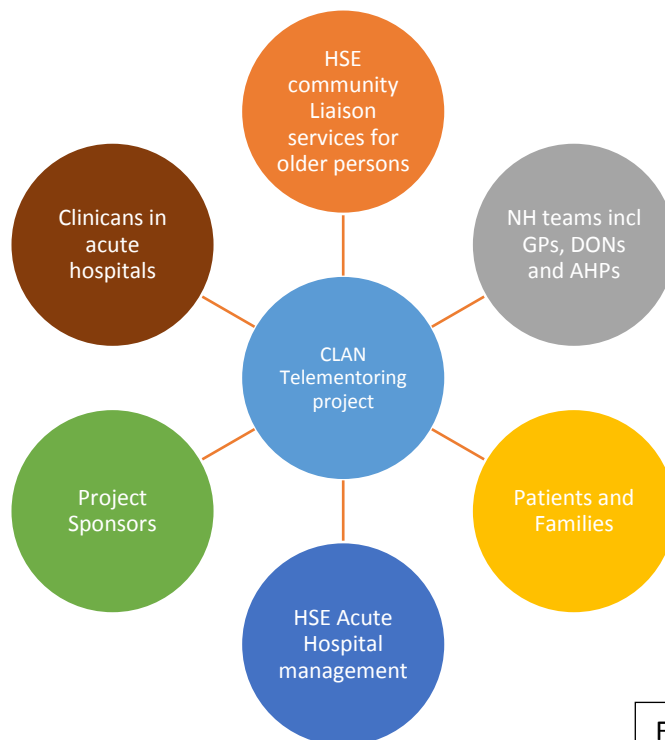 HSE
community
Liaison
services for
older persons
Clinicans in
acute
hospitals
NH teams incl
GPs, DONs
and AHPs
CLAN
Telementoring
project
Project
Sponsors
Patients and
Families
HSE Acute
Hospital
management